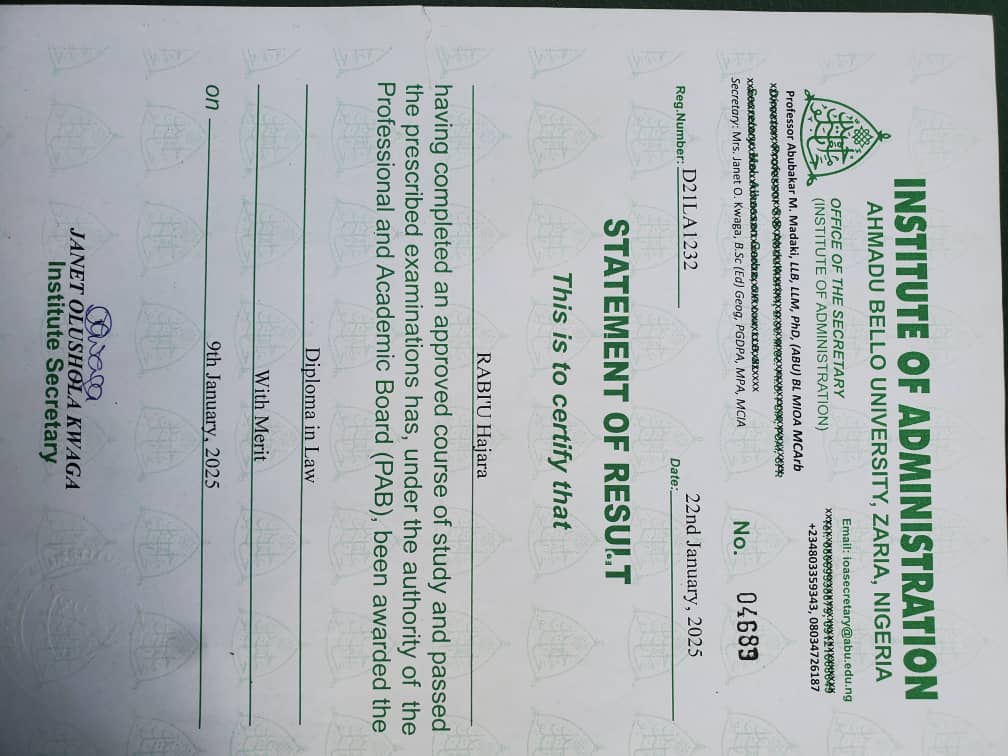 INSTITUTE OF ADMINISTRATION
AHMADU BELLO UNIVERSITY, ZARIA, NIGERIA
OFFICE OF THE SECRETARY
(INSTITUTE OF ADMINISTRATION)
Email: ioasecretary@abu.edu.ng
+234803359343, 08034726187
Professor Abubakar M. Madaki, LLB, LLM, PhD, (ABU) BL MIOA MCArb
Secretary: Mrs. Janet O. Kwaga, B.Sc (Ed) Geog, PGDPA, MPA, MCIA
No. 04689
Reg.Number: D21LA1232
Date: 22nd January, 2025
STATEMENT OF RESULT
This is to certify that
RABI'U Hajara
having completed an approved course of study and passed
the prescribed examinations has, under the authority of the
Professional and Academic Board (PAB), been awarded the
Diploma in Law
With Merit
on 9th January, 2025
JANET OLUSHOLA KWAGA
Institute Secretary